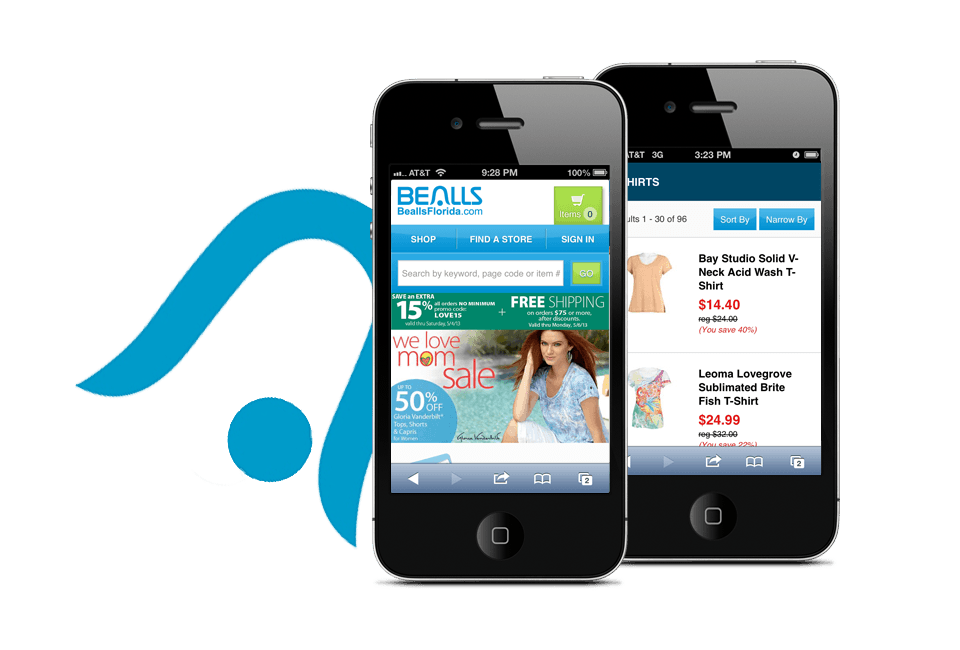 AT&T 9:28 PM 100%
BEALLS
BeallsFlorida.com
Items 0
SHOP FIND A STORE SIGN IN
Search by keyword, page code or item # GO
SAVE an EXTRA
15% all orders NO MINIMUM
promo code:
LOVE15
valid thru Saturday, 5/4/13
+
FREE SHIPPING
on orders $75 or more,
after discounts.
Valid thru Monday, 5/6/13
we love
mom
sale
UP TO
50% OFF
Gloria Vanderbilt®
Tops, Shorts
& Capris
for Women
Gloria Vanderbilt
2
AT&T 3G 3:23 PM
HIRTS
ults 1 - 30 of 96 Sort By Narrow By
Bay Studio Solid V-
Neck Acid Wash T-
Shirt
$14.40
reg $24.00
(You save 40%)
Leoma Lovegrove
Sublimated Brite
Fish T-Shirt
$24.99
reg $32.00
(You save 22%)
2